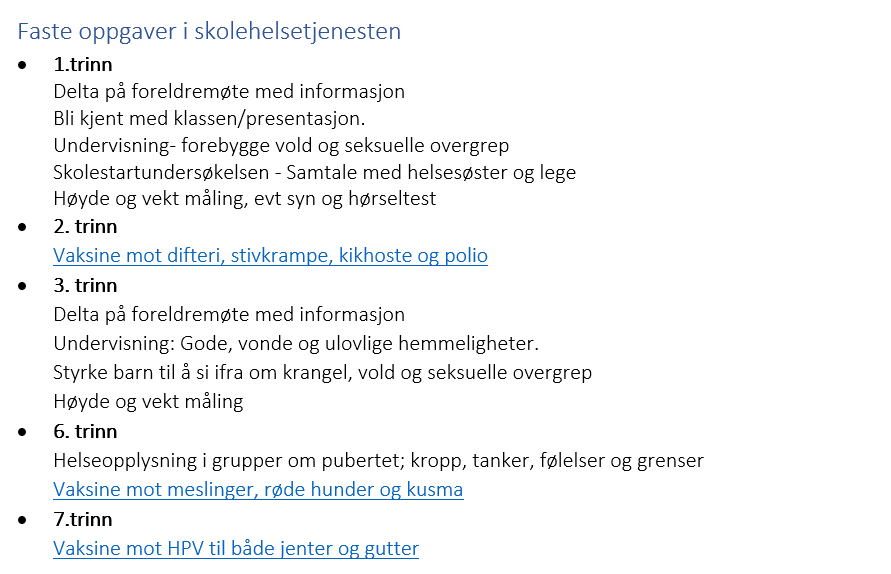 Faste oppgaver i skolehelsetjenesten
• 1.trinn
Delta på foreldremøte med informasjon
Bli kjent med klassen/presentasjon.
Undervisning- forebygge vold og seksuelle overgrep
Skolestartundersøkelsen - Samtale med helsesøster og lege
Høyde og vekt måling, evt syn og hørseltest
• 2. trinn
Vaksine mot difteri, stivkrampe, kikhoste og polio
• 3. trinn
Delta på foreldremøte med informasjon
Undervisning: Gode, vonde og ulovlige hemmeligheter.
Styrke barn til å si ifra om krangel, vold og seksuelle overgrep
Høyde og vekt måling
• 6. trinn
Helseopplysning i grupper om pubertet; kropp, tanker, følelser og grenser
Vaksine mot meslinger, røde hunder og kusma
• 7.trinn
Vaksine mot HPV til både jenter og gutter